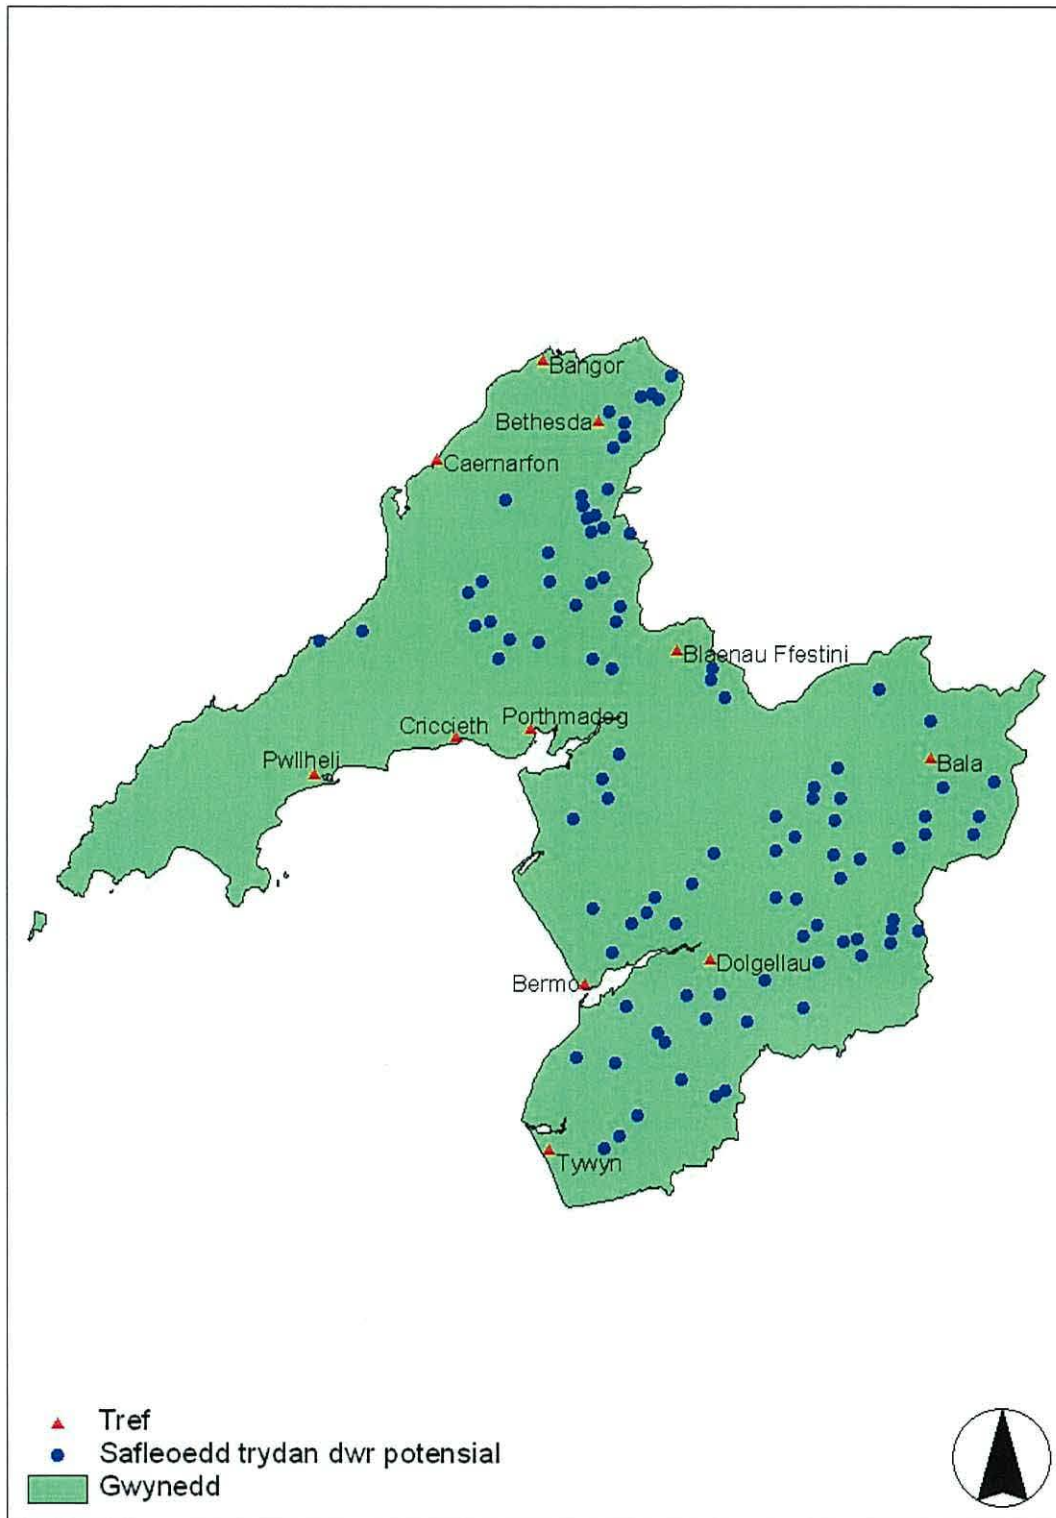 Bangor
Bethesda
Caernarfon
Blaenau Ffestini
Criccieth
Porthmadog
Pwllheli
Bala
Dolgellau
Bermo
Tywyn
Tref
Safleoedd trydan dwr potensial
Gwynedd